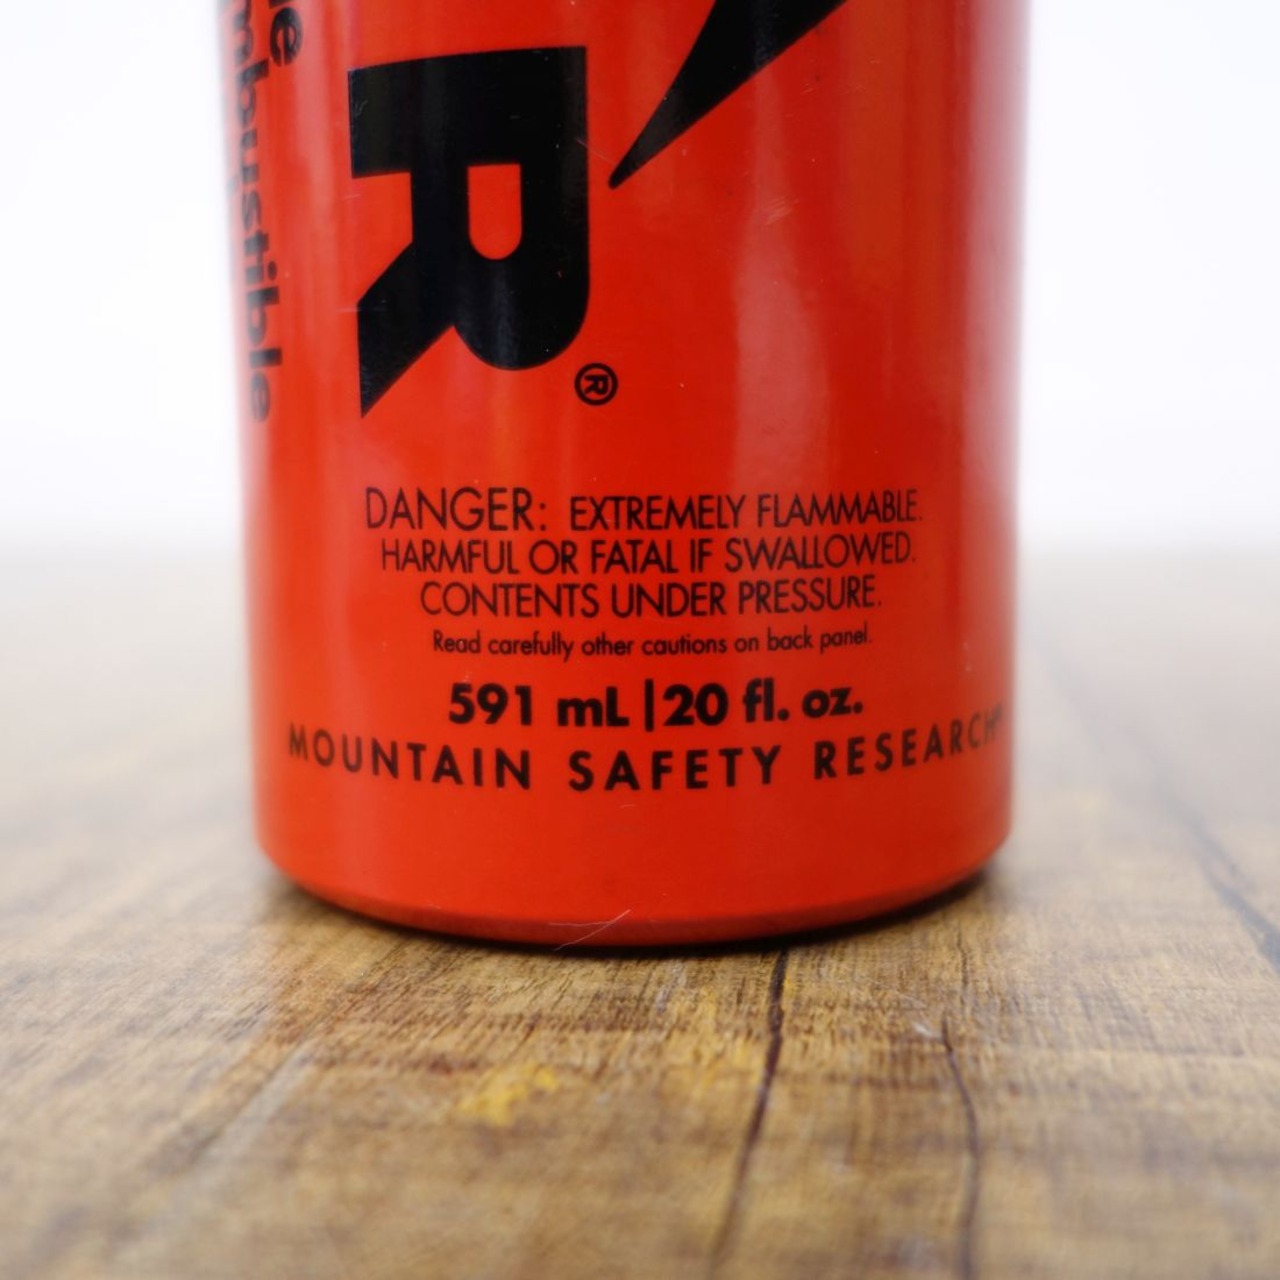 R®
DANGER: EXTREMELY FLAMMABLE.
HARMFUL OR FATAL IF SWALLOWED.
CONTENTS UNDER PRESSURE.
Read carefully other cautions on back panel.
591 mL | 20 fl. oz.
MOUNTAIN SAFETY RESEARCH®